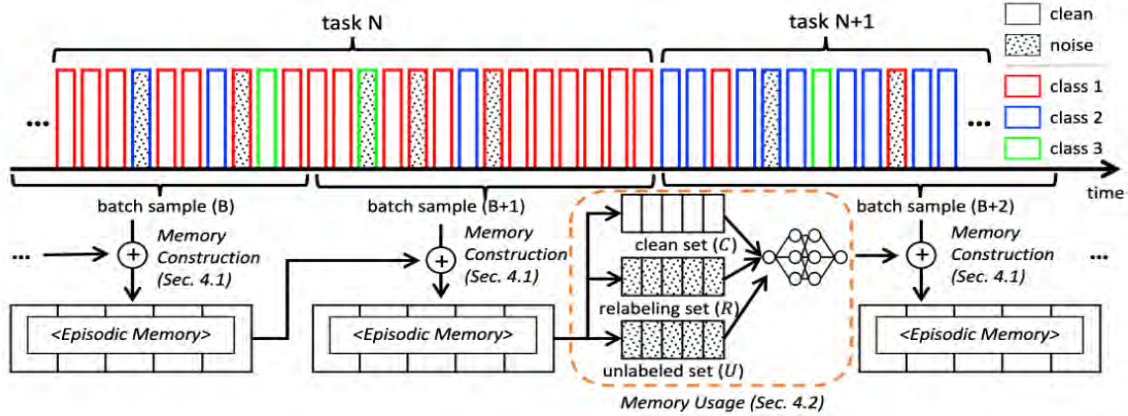 task N
task N+1
clean
noise
class 1
class 2
class 3
...
...
time
batch sample (B)
batch sample (B+1)
batch sample (B+2)
...
+
Memory
Construction
(Sec. 4.1)
+
Memory
Construction
(Sec. 4.1)
clean set (C)
relabeling set (R)
unlabeled set (U)
+
Memory
Construction
(Sec. 4.1)
...
<Episodic Memory>
<Episodic Memory>
<Episodic Memory>
Memory Usage (Sec. 4.2)